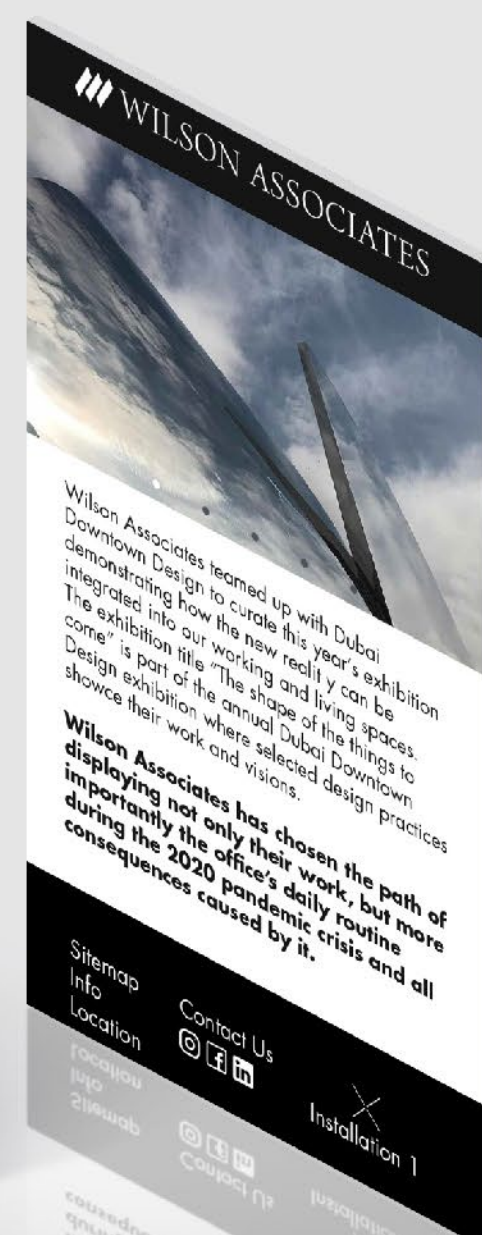 WILSON ASSOCIATES
Wilson Associates teamed up with Dubai
Downtown Design to curate this year's exhibition
demonstrating how the new realit y can be
integrated into our working and living spaces.
The exhibition title "The shape of the things to
come" is part of the annual Dubai Downtown
Design exhibition where selected design practices
showce their work and visions.
Wilson Associates has chosen the path of
displaying not only their work, but more
importantly the office's daily routine
during the 2020 pandemic crisis and all
consequences caused by it.
Sitemap
Info
Location
Contact Us
Installation 1